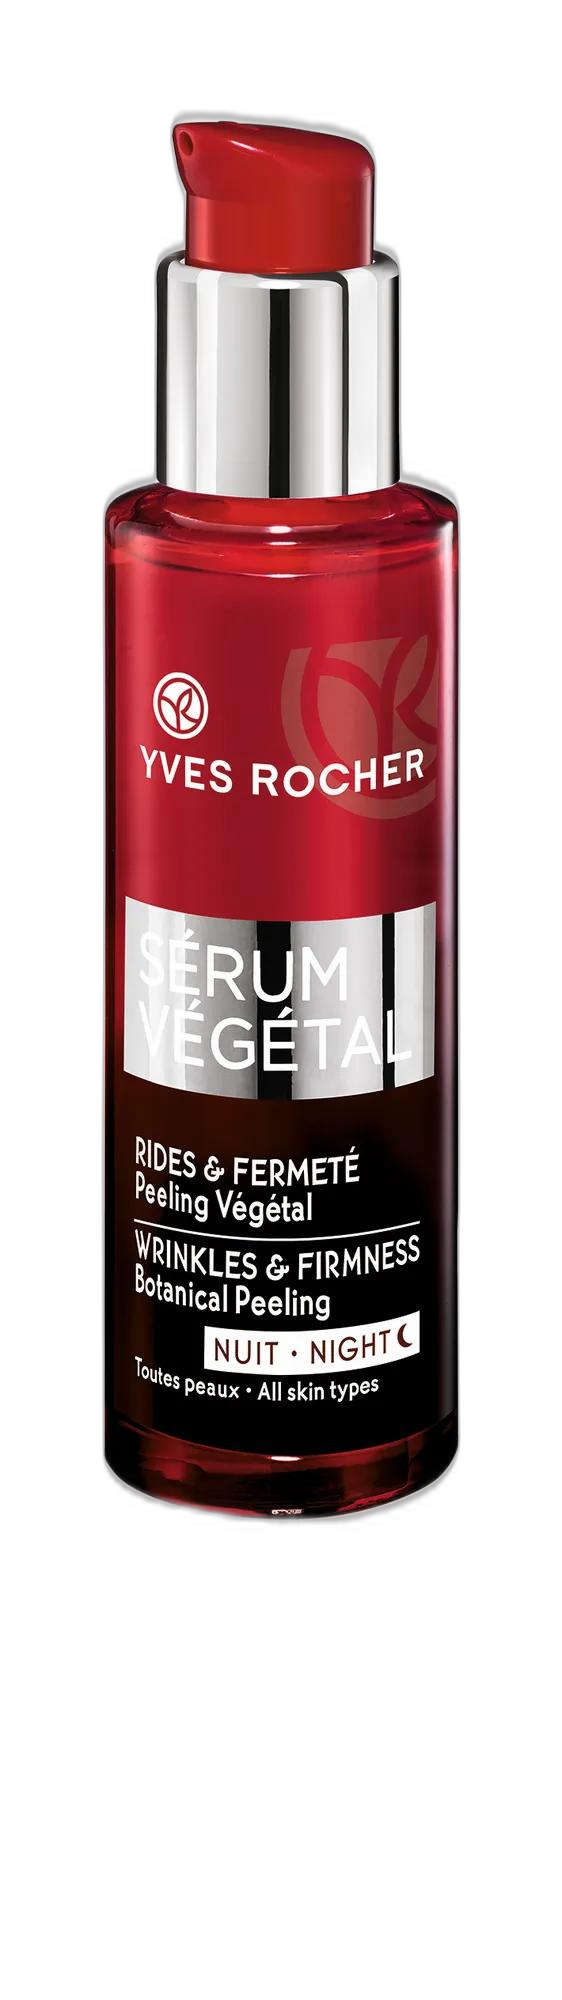 YVES ROCHER
SÉRUM
VÉGÉTAL
RIDES & FERMETÉ
Peeling Végétal
WRINKLES & FIRMNESS
Botanical Peeling
NUIT • NIGHT
Toutes peaux • All skin types